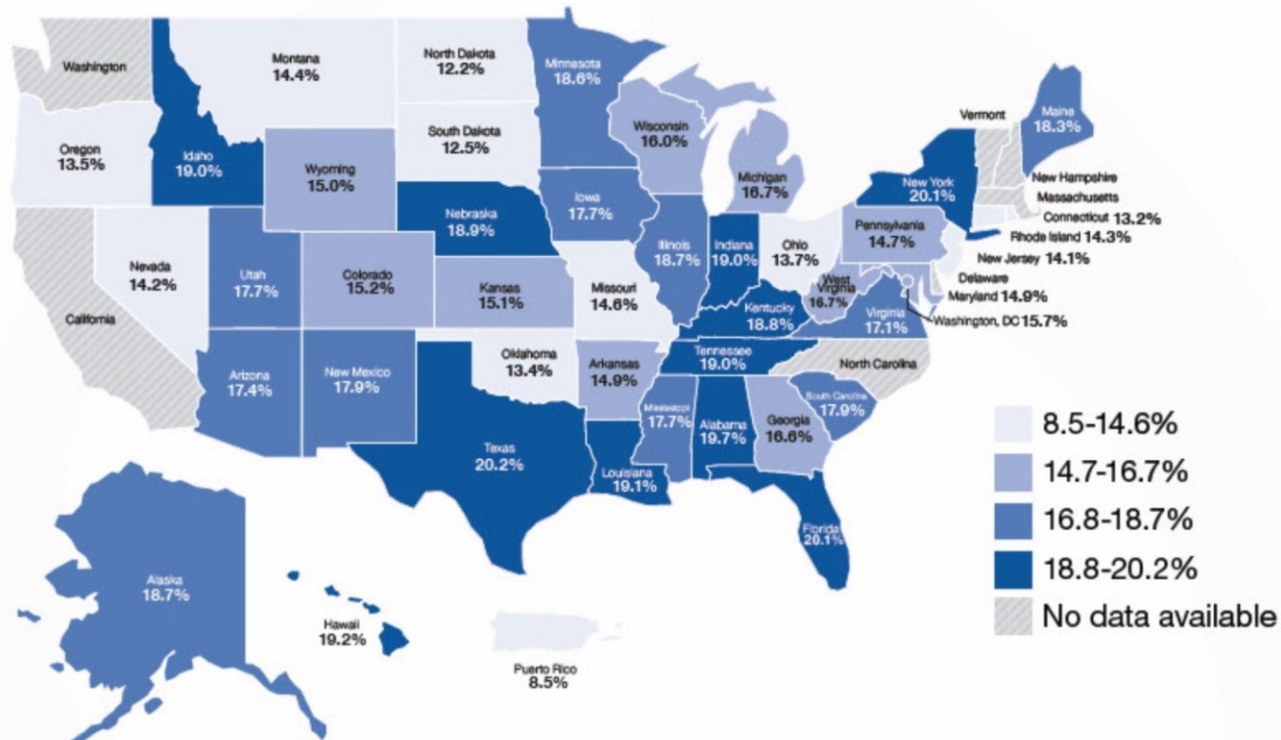 Washington
Montana
14.4%
North Dakota
12.2%
Minnesota
18.6%
Oregon
13.5%
Idaho
19.0%
Wyoming
15.0%
South Dakota
12.5%
Wisconsin
16.0%
Michigan
16.7%
Vermont
Maine
18.3%
New York
20.1%
New Hampshire
Massachusetts
Connecticut 13.2%
Rhode Island 14.3%
New Jersey 14.1%
Delaware
Maryland 14.9%
Washington, DC 15.7%
Nevada
14.2%
Utah
17.7%
Colorado
15.2%
Nebraska
18.9%
Kansas
15.1%
Iowa
17.7%
Missouri
14.6%
Illinois
18.7%
Indiana
19.0%
Ohio
13.7%
Pennsylvania
14.7%
West
Virginia
16.7%
Virginia
17.1%
Kentucky
18.8%
California
Arizona
17.4%
New Mexico
17.9%
Oklahoma
13.4%
Arkansas
14.9%
Tennessee
19.0%
North Carolina
South Carolina
17.9%
Texas
20.2%
Louisiana
19.1%
Mississippi
17.7%
Alabama
19.7%
Georgia
16.6%
Florida
20.1%
Alaska
18.7%
Hawaii
19.2%
Puerto Rico
8.5%
8.5-14.6%
14.7-16.7%
16.8-18.7%
18.8-20.2%
No data available